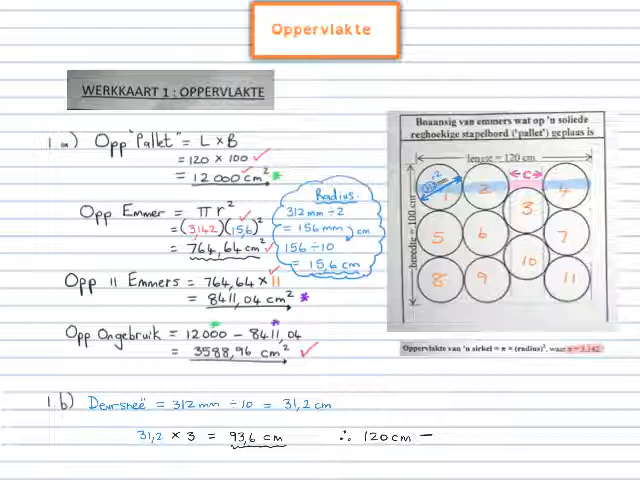 Oppervlakte
WERKKAART 1 : OPPERVLAKTE
1.a) Opp "Pallet" = L × B
= 120 × 100
= 12 000 cm²
Opp Emmer = π r²
= (3,142)(15,6)²
= 764,64 cm²
Radius:
312 mm ÷ 2
= 156 mm
cm
156 ÷ 10
= 15,6 cm
Opp 11 Emmers = 764,64 × 11
= 8411,04 cm²
Opp Ongebruik = 12000 - 8411,04
= 3588,96 cm²
1.b) Deursneë = 312 mm ÷ 10 = 31,2 cm
31,2 × 3 = 93,6 cm ∴ 120 cm -
Boaansig van emmers wat op 'n soliede
reghoekige stapelbord ('pallet') geplaas is
lengte = 120 cm
breedte = 100 cm
C
312 mm
1 2 3 4
5 6 7
8 9 10 11
Oppervlakte van 'n sirkel = π × (radius)², waar π = 3,142